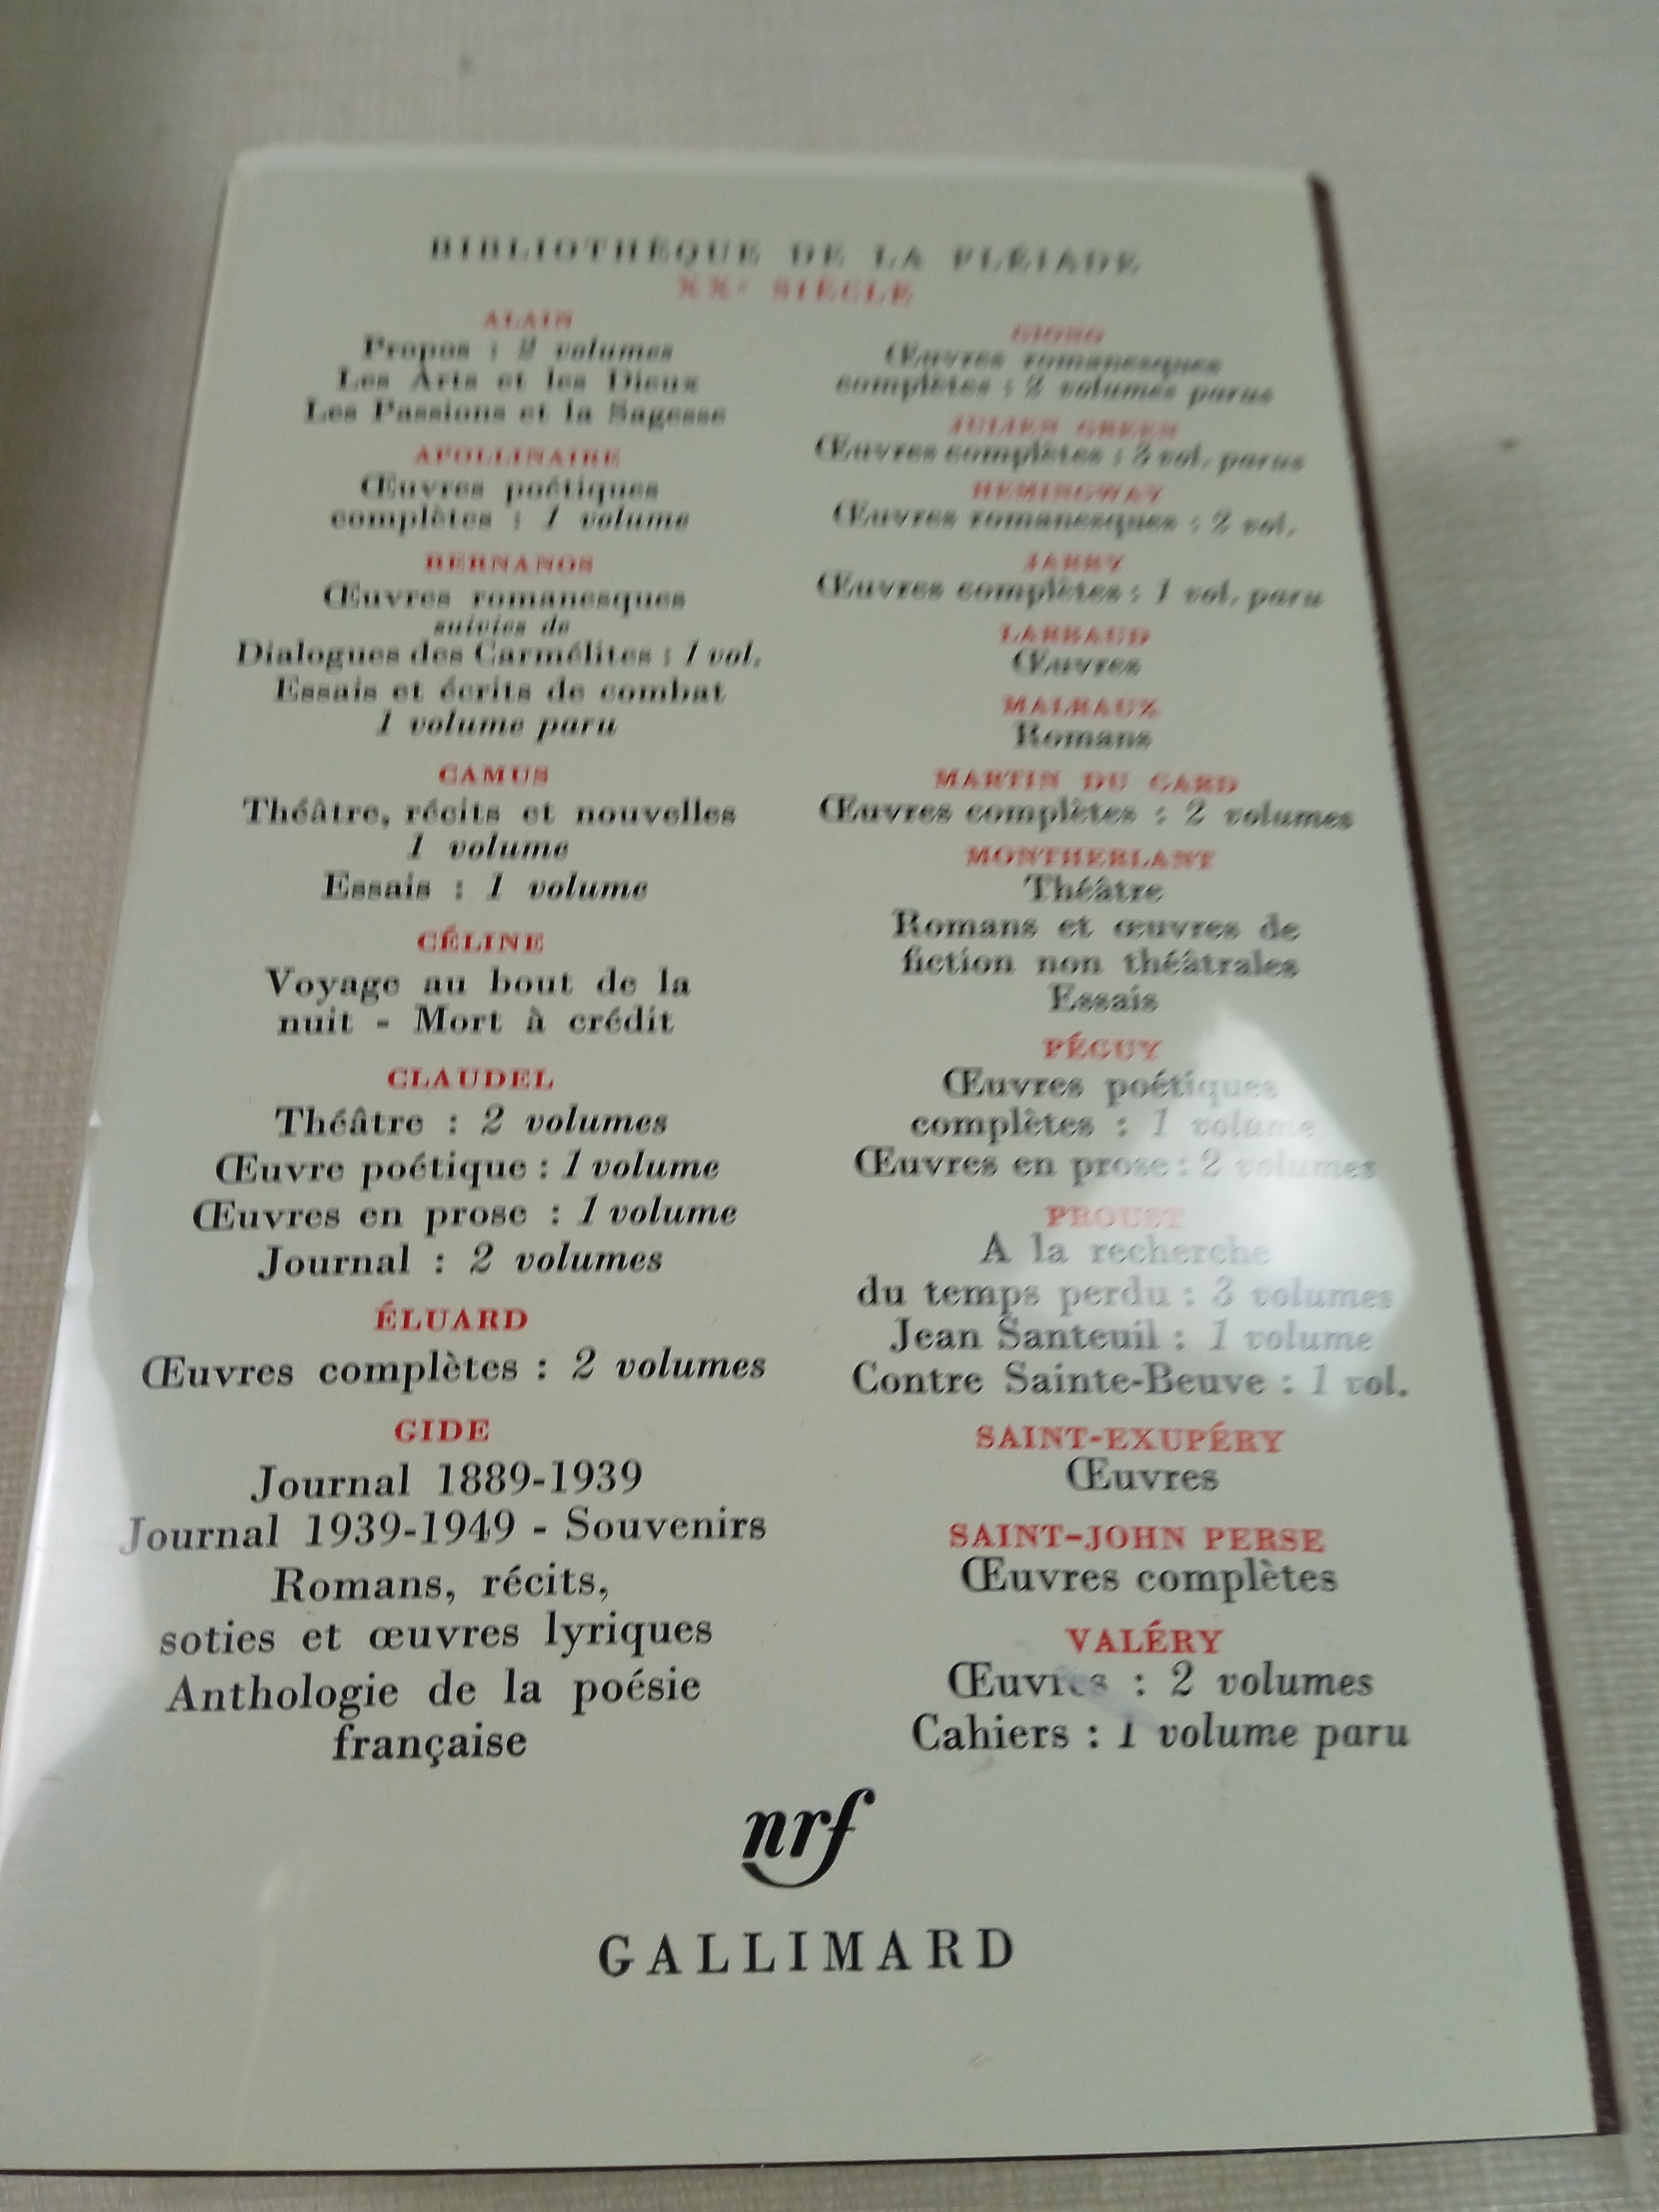 BIBLIOTHÈQUE DE LA PLÉIADE
XXe SIÈCLE
ALAIN
Propos : 2 volumes
Les Arts et les Dieux
Les Passions et la Sagesse
APOLLINAIRE
Œuvres poétiques
complètes : 1 volume
BERNANOS
Œuvres romanesques
suivies de
Dialogues des Carmélites : 1 vol.
Essais et écrits de combat
1 volume paru
CAMUS
Théâtre, récits et nouvelles
1 volume
Essais : 1 volume
CÉLINE
Voyage au bout de la
nuit - Mort à crédit
CLAUDEL
Théâtre : 2 volumes
Œuvre poétique : 1 volume
Œuvres en prose : 1 volume
Journal : 2 volumes
ÉLUARD
Œuvres complètes : 2 volumes
GIDE
Journal 1889-1939
Journal 1939-1949 - Souvenirs
Romans, récits,
soties et œuvres lyriques
Anthologie de la poésie
française
GIONO
Œuvres romanesques
complètes : 2 volumes parus
JULIEN GREEN
Œuvres complètes : vol. parus
HEMINGWAY
Œuvres romanesques : 2 vol.
JARRY
Œuvres complètes : 1 vol. paru
LARBAUD
Œuvres
MALRAUX
Romans
MARTIN DU GARD
Œuvres complètes : 2 volumes
MONTHERLANT
Théâtre
Romans et œuvres de
fiction non théâtrales
Essais
PÉGUY
Œuvres poétiques
complètes : 1 volume
Œuvres en prose : 2 volumes
PROUST
A la recherche
du temps perdu : 3 volumes
Jean Santeuil : 1 volume
Contre Sainte-Beuve : 1 vol.
SAINT-EXUPÉRY
Œuvres
SAINT-JOHN PERSE
Œuvres complètes
VALÉRY
Œuvres : 2 volumes
Cahiers : 1 volume paru
nrf
GALLIMARD